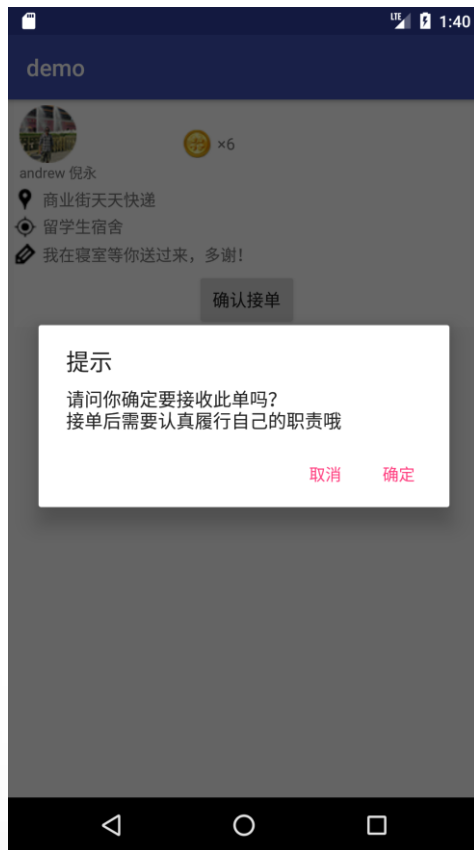 LTE 1:40
demo
×6
andrew 倪永
商业街天天快递
留学生宿舍
我在寝室等你送过来，多谢！
确认接单
提示
请问你确定要接收此单吗？
接单后需要认真履行自己的职责哦
取消 确定